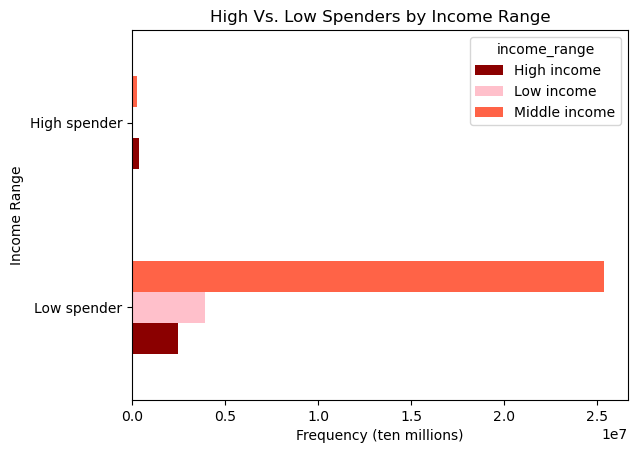 High Vs. Low Spenders by Income Range
income_range
High income
Low income
Middle income
High spender
Low spender
Income Range
0.0 0.5 1.0 1.5 2.0 2.5
1e7
Frequency (ten millions)